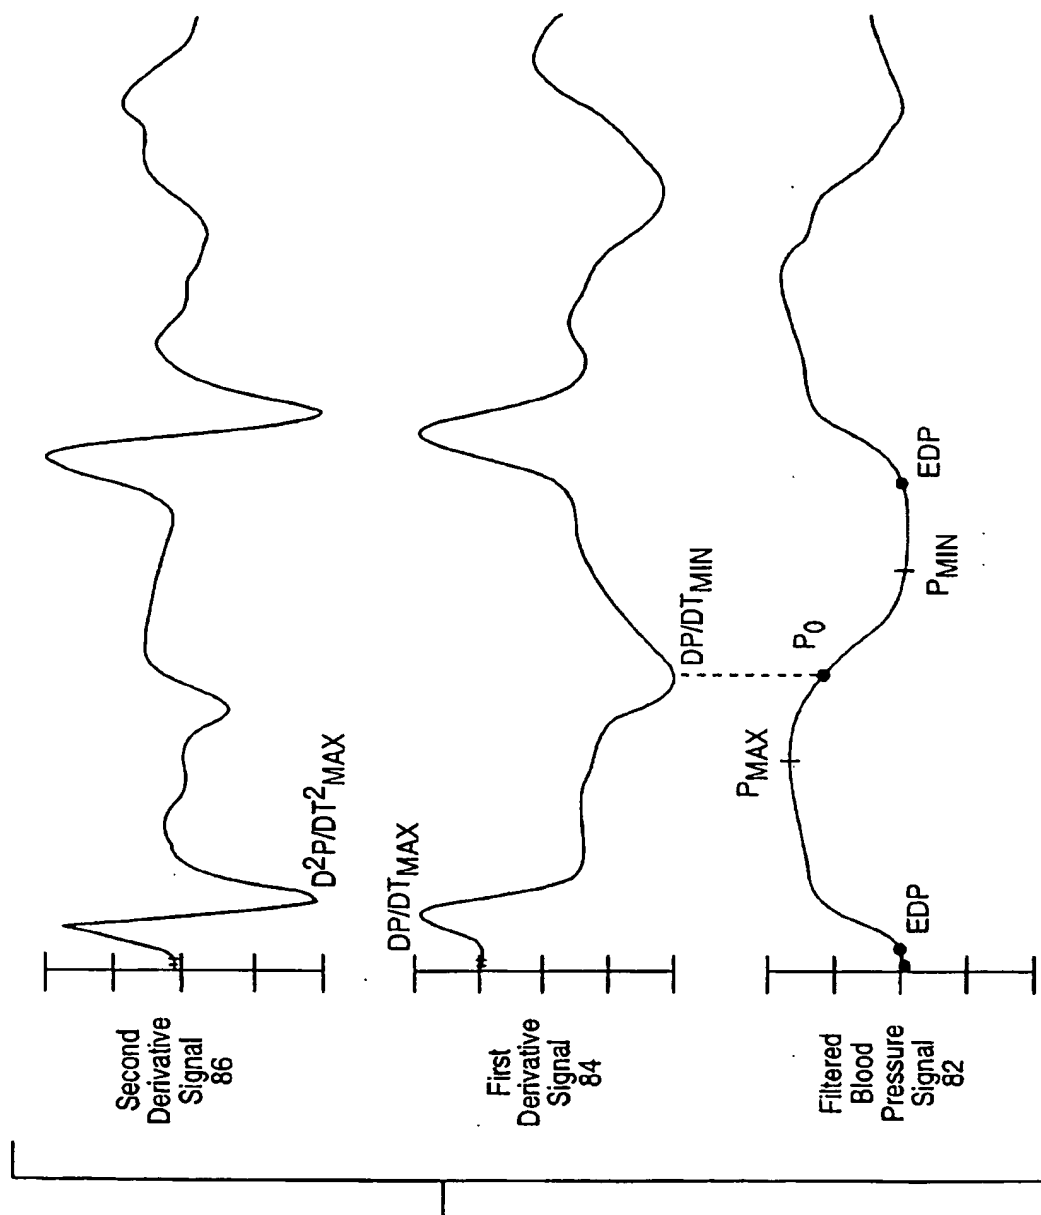 Second
Derivative
Signal
86
D²P/DT²MAX
First
Derivative
Signal
84
DP/DTMAX
DP/DTMIN
Filtered
Blood
Pressure
Signal
82
EDP
PMAX
P0
PMIN
EDP